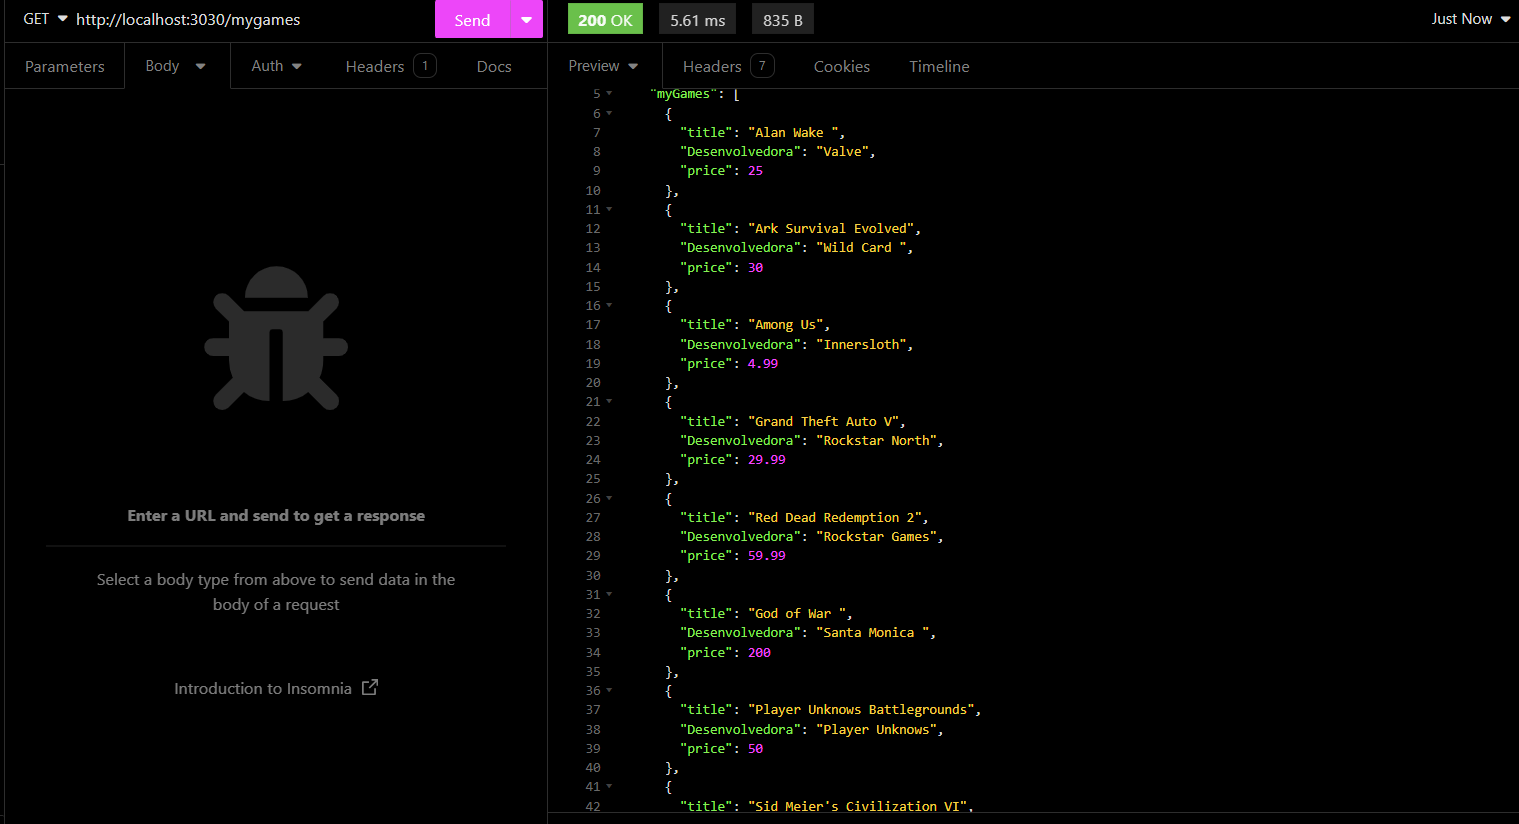 GET http://localhost:3030/mygames Send
200 OK 5.61 ms 835 B Just Now
Parameters Body Auth Headers 1 Docs
Preview Headers 7 Cookies Timeline
Enter a URL and send to get a response
Select a body type from above to send data in the
body of a request
Introduction to Insomnia
5 "myGames": [
6 {
7 "title": "Alan Wake ",
8 "Desenvolvedora": "Valve",
9 "price": 25
10 },
11 {
12 "title": "Ark Survival Evolved",
13 "Desenvolvedora": "Wild Card ",
14 "price": 30
15 },
16 {
17 "title": "Among Us",
18 "Desenvolvedora": "Innersloth",
19 "price": 4.99
20 },
21 {
22 "title": "Grand Theft Auto V",
23 "Desenvolvedora": "Rockstar North",
24 "price": 29.99
25 },
26 {
27 "title": "Red Dead Redemption 2",
28 "Desenvolvedora": "Rockstar Games",
29 "price": 59.99
30 },
31 {
32 "title": "God of War ",
33 "Desenvolvedora": "Santa Monica ",
34 "price": 200
35 },
36 {
37 "title": "Player Unknows Battlegrounds",
38 "Desenvolvedora": "Player Unknows",
39 "price": 50
40 },
41 {
42 "title": "Sid Meier's Civilization VI",